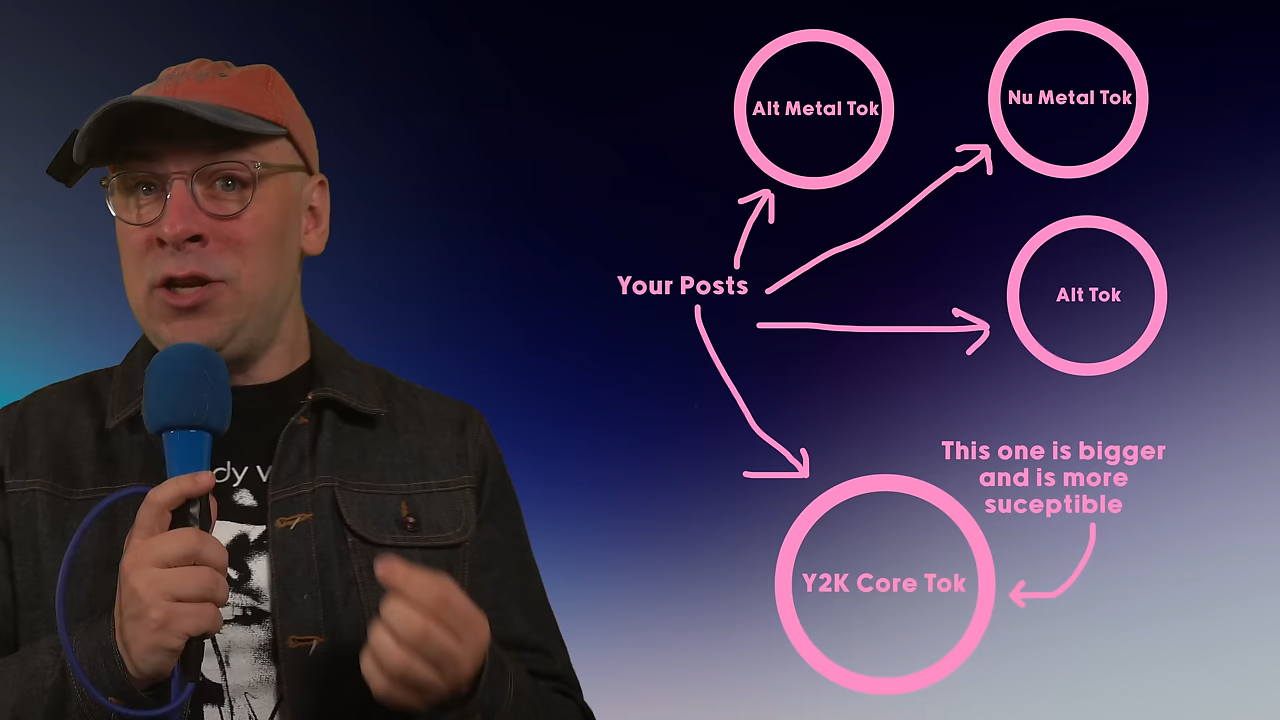 Alt Metal Tok
Nu Metal Tok
Your Posts
Alt Tok
This one is bigger
and is more
suceptible
Y2K Core Tok